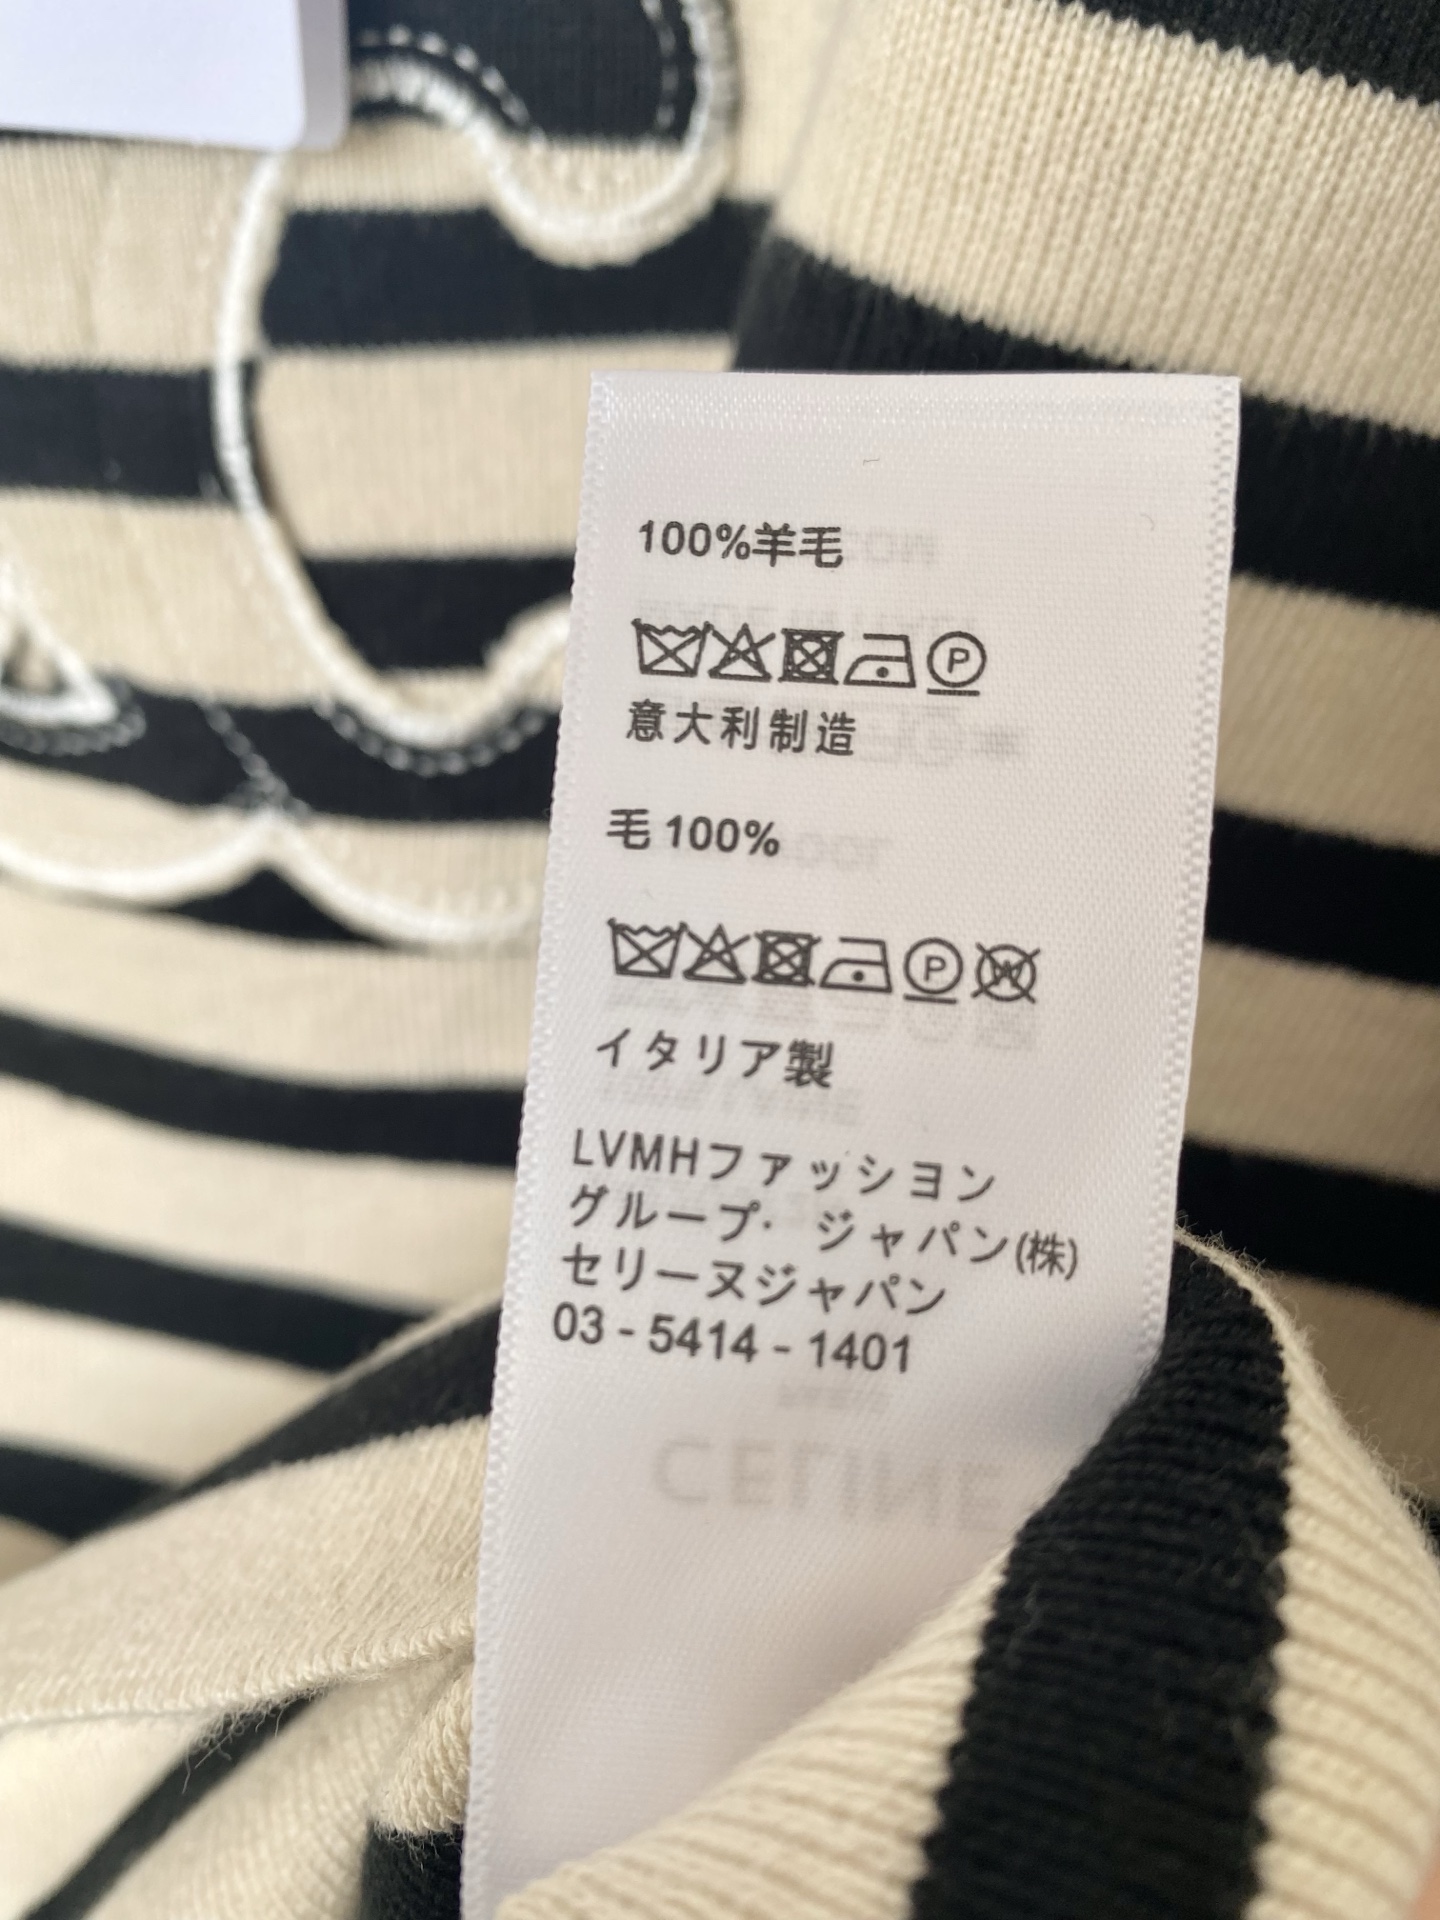 100%羊毛
P
意大利制造
毛 100%
P W
イタリア製
LVMHファッション
グループ・ ジャパン(株)
セリーヌジャパン
03 - 5414 - 1401
CELINE